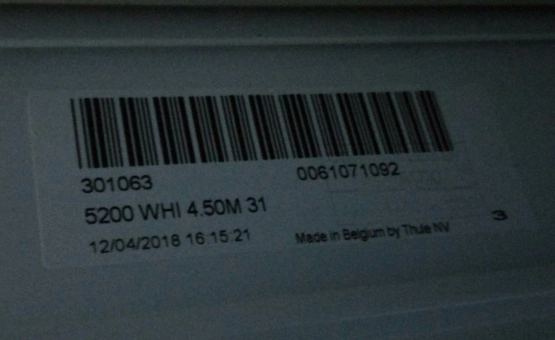 301063 0061071092
5200 WHI 4.50M 31
12/04/2018 16:15:21 Made in Belgium by Thule NV
3